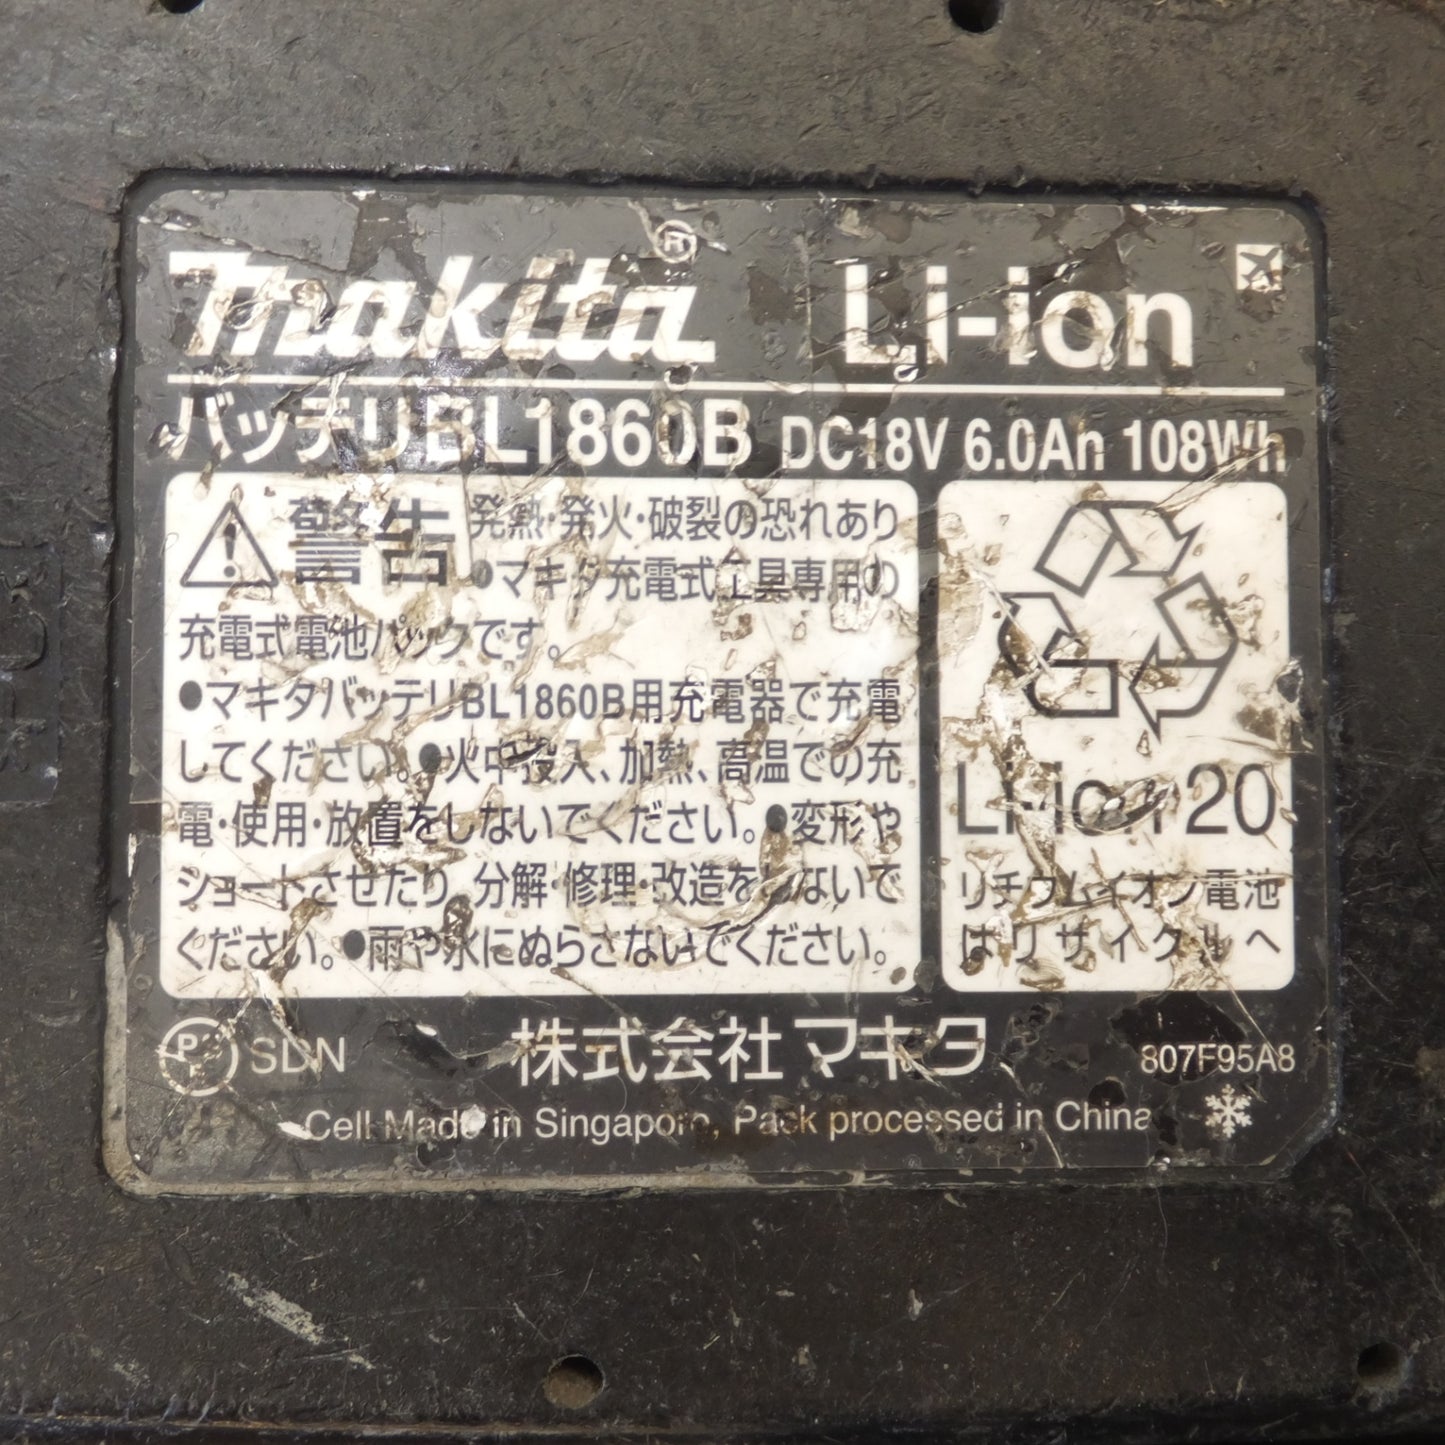 makita® Li-ion
バッテリBL1860B DC18V 6.0Ah 108Wh
警告 発熱・発火・破裂の恐れあり
●マキタ充電式工具専用の
充電式電池パックです。
●マキタバッテリBL1860B用充電器で充電
してください。●火中投入、加熱、高温での充
電・使用・放置をしないでください。●変形や
ショートさせたり、分解・修理・改造をしないで
ください。●雨や水にぬらさないでください。
Li-ion 20
リチウムイオン電池
はリサイクルへ
PSE SDN 株式会社マキタ 807F95A8
Cell Made in Singapore, Pack processed in China